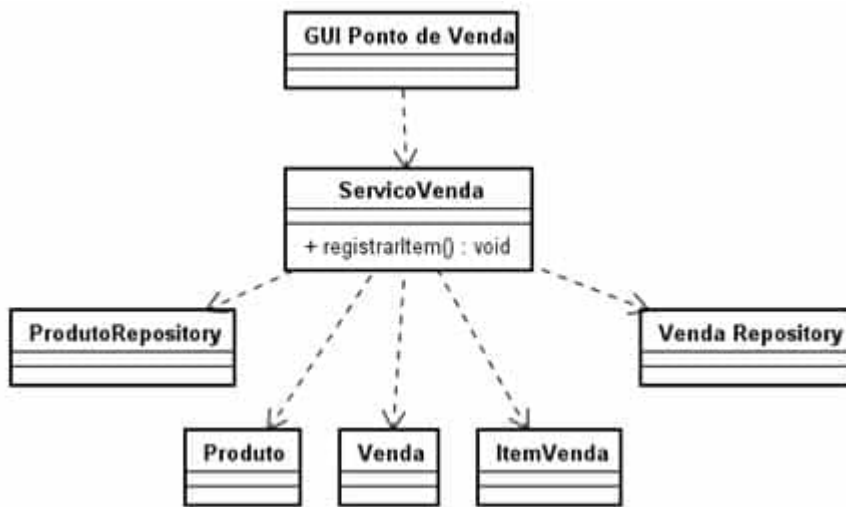 GUI Ponto de Venda
ServicoVenda
+ registrarItem() : void
ProdutoRepository
Venda Repository
Produto
Venda
ItemVenda